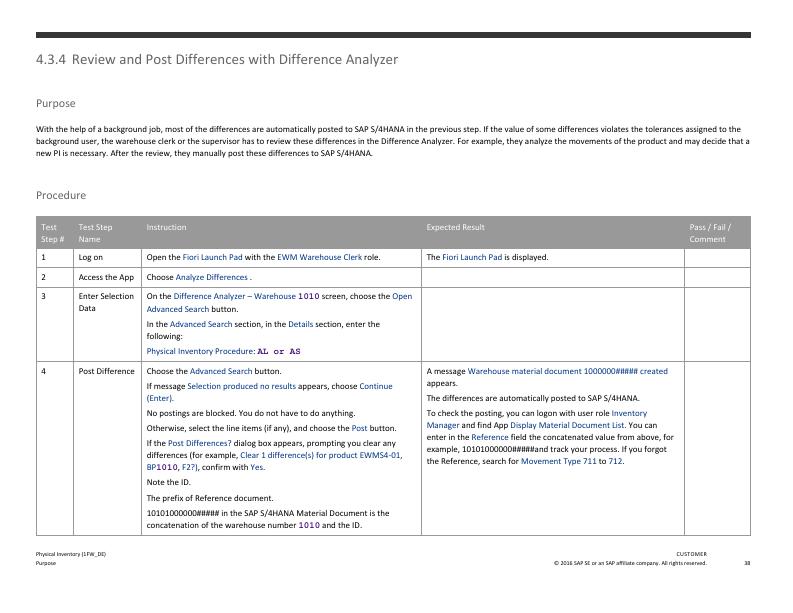 4.3.4 Review and Post Differences with Difference Analyzer
Purpose
With the help of a background job, most of the differences are automatically posted to SAP S/4HANA in the previous step. If the value of some differences violates the tolerances assigned to the
background user, the warehouse clerk or the supervisor has to review these differences in the Difference Analyzer. For example, they analyze the movements of the product and may decide that a
new PI is necessary. After the review, they manually post these differences to SAP S/4HANA.
Procedure
Test
Step #
Test Step
Name
Instruction
Expected Result
Pass / Fail /
Comment
1
Log on
Open the Fiori Launch Pad with the EWM Warehouse Clerk role.
The Fiori Launch Pad is displayed.
2
Access the App
Choose Analyze Differences .
3
Enter Selection
Data
On the Difference Analyzer – Warehouse 1010 screen, choose the Open
Advanced Search button.
In the Advanced Search section, in the Details section, enter the
following:
Physical Inventory Procedure: AL or AS
4
Post Difference
Choose the Advanced Search button.
If message Selection produced no results appears, choose Continue
(Enter).
No postings are blocked. You do not have to do anything.
Otherwise, select the line items (if any), and choose the Post button.
If the Post Differences? dialog box appears, prompting you clear any
differences (for example, Clear 1 difference(s) for product EWMS4-01,
BP1010, F2?), confirm with Yes.
Note the ID.
The prefix of Reference document.
10101000000##### in the SAP S/4HANA Material Document is the
concatenation of the warehouse number 1010 and the ID.
A message Warehouse material document 1000000##### created
appears.
The differences are automatically posted to SAP S/4HANA.
To check the posting, you can logon with user role Inventory
Manager and find App Display Material Document List. You can
enter in the Reference field the concatenated value from above, for
example, 10101000000#####and track your process. If you forgot
the Reference, search for Movement Type 711 to 712.
Physical Inventory (1FW_DE)
Purpose
CUSTOMER
© 2016 SAP SE or an SAP affiliate company. All rights reserved.
38